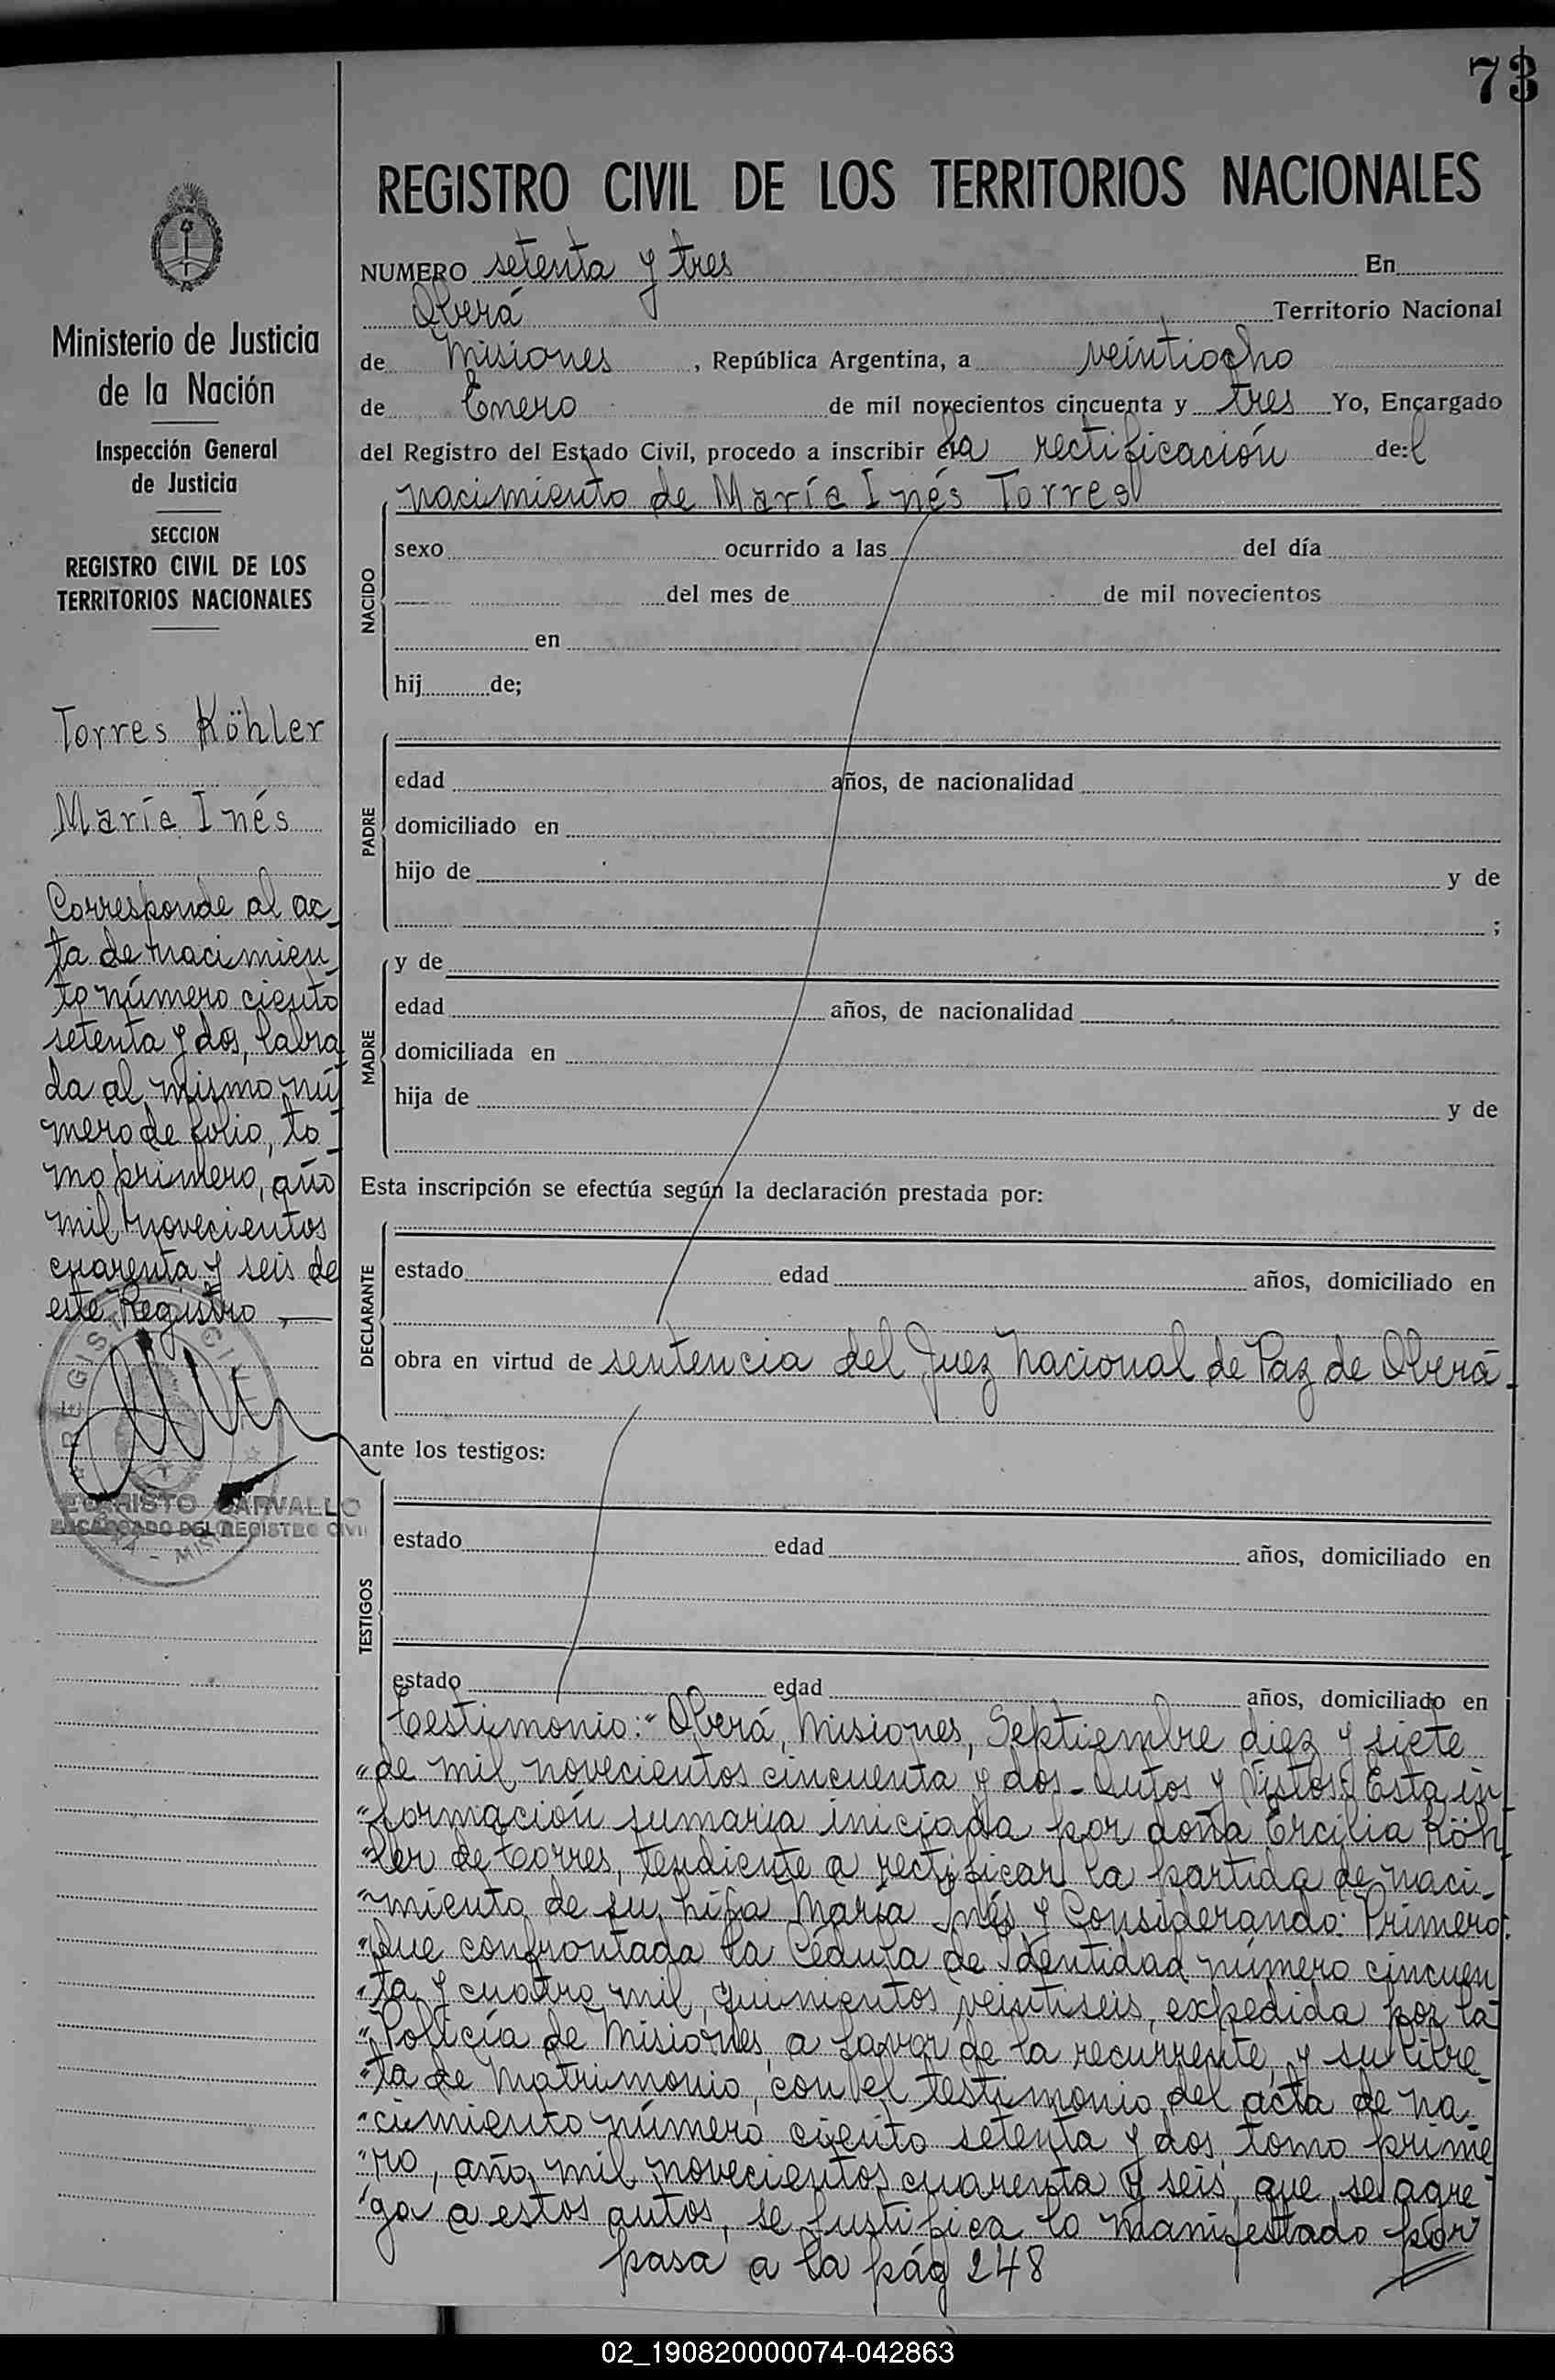 73
REGISTRO CIVIL DE LOS TERRITORIOS NACIONALES
NUMERO setenta y tres En
Oberá Territorio Nacional
de Misiones, República Argentina, a veintiocho
de Enero de mil novecientos cincuenta y tres Yo, Encargado
del Registro del Estado Civil, procedo a inscribir la rectificación de:l
nacimiento de María Inés Torres
NACIDO
sexo ocurrido a las del día
del mes de de mil novecientos
en
hij de;
PADRE
edad años, de nacionalidad
domiciliado en
hijo de y de
;
MADRE
y de
edad años, de nacionalidad
domiciliada en
hija de y de
Esta inscripción se efectúa según la declaración prestada por:
DECLARANTE
estado edad años, domiciliado en
obra en virtud de sentencia del Juez Nacional de Paz de Oberá.
ante los testigos:
TESTIGOS
estado edad años, domiciliado en
estado edad años, domiciliado en
Testimonio:" Oberá, Misiones, Septiembre diez y siete
"de mil novecientos cincuenta y dos- Autos y Vistos: Esta in-
"formación sumaria iniciada por doña Ercilia Köh-
"ler de Torres, tendiente a rectificar la partida de naci-
"miento de su hija María Inés y Considerando: Primero:
"Que confrontada la Cédula de Identidad número cincuen
"ta y cuatro mil quinientos veintiseis, expedida por la
"Policía de Misiones, a favor de la recurrente, y su libre-
"ta de Matrimonio, con el testimonio del acta de na-
"cimiento número ciento setenta y dos, tomo prime-
"ro, año mil novecientos cuarenta y seis, que se agre-
"ga a estos autos, se justifica lo manifestado por
pasa a la pág 248
Ministerio de Justicia
de la Nación
Inspección General
de Justicia
SECCION
REGISTRO CIVIL DE LOS
TERRITORIOS NACIONALES
Torres Köhler
María Inés
Corresponde al ac-
ta de nacimien-
to número ciento
setenta y dos, labra-
da al mismo nú-
mero de folio, to-
mo primero, año
mil novecientos
cuarenta y seis de
este Registro.
REGISTRO CIVIL
CARVALLO
ENCARGADO DEL REGISTRO CIVIL
02_190820000074-042863